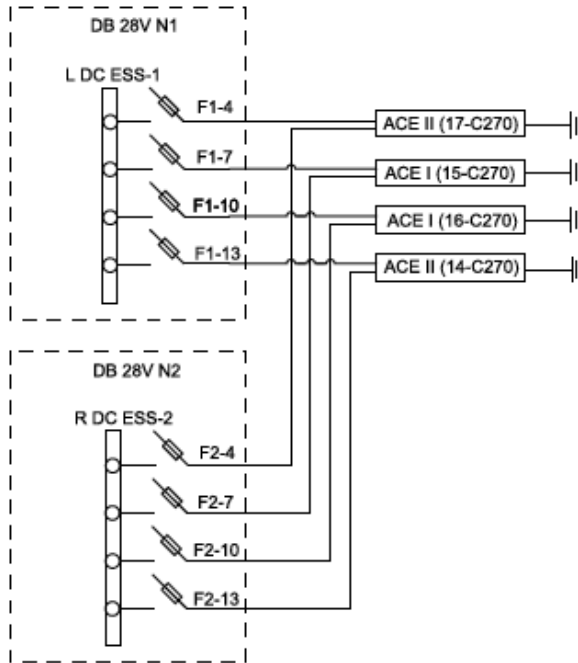 DB 28V N1
L DC ESS-1
F1-4
ACE II (17-C270)
F1-7
ACE I (15-C270)
F1-10
ACE I (16-C270)
F1-13
ACE II (14-C270)
DB 28V N2
R DC ESS-2
F2-4
F2-7
F2-10
F2-13